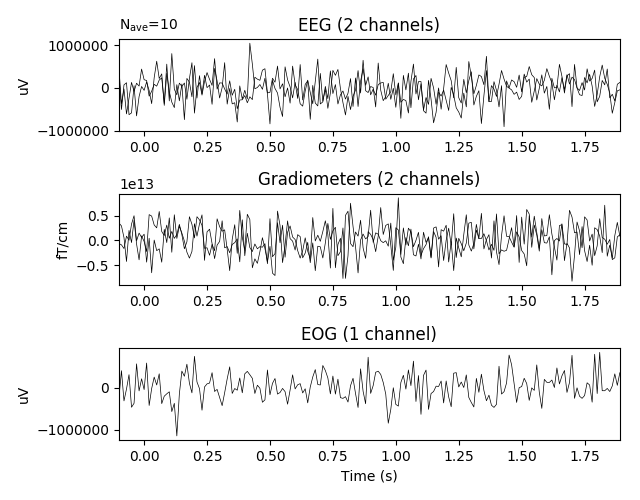 N_ave=10
EEG (2 channels)
uV
1000000
0
−1000000
0.00 0.25 0.50 0.75 1.00 1.25 1.50 1.75
1e13
Gradiometers (2 channels)
fT/cm
0.5
0.0
−0.5
0.00 0.25 0.50 0.75 1.00 1.25 1.50 1.75
EOG (1 channel)
uV
0
−1000000
0.00 0.25 0.50 0.75 1.00 1.25 1.50 1.75
Time (s)